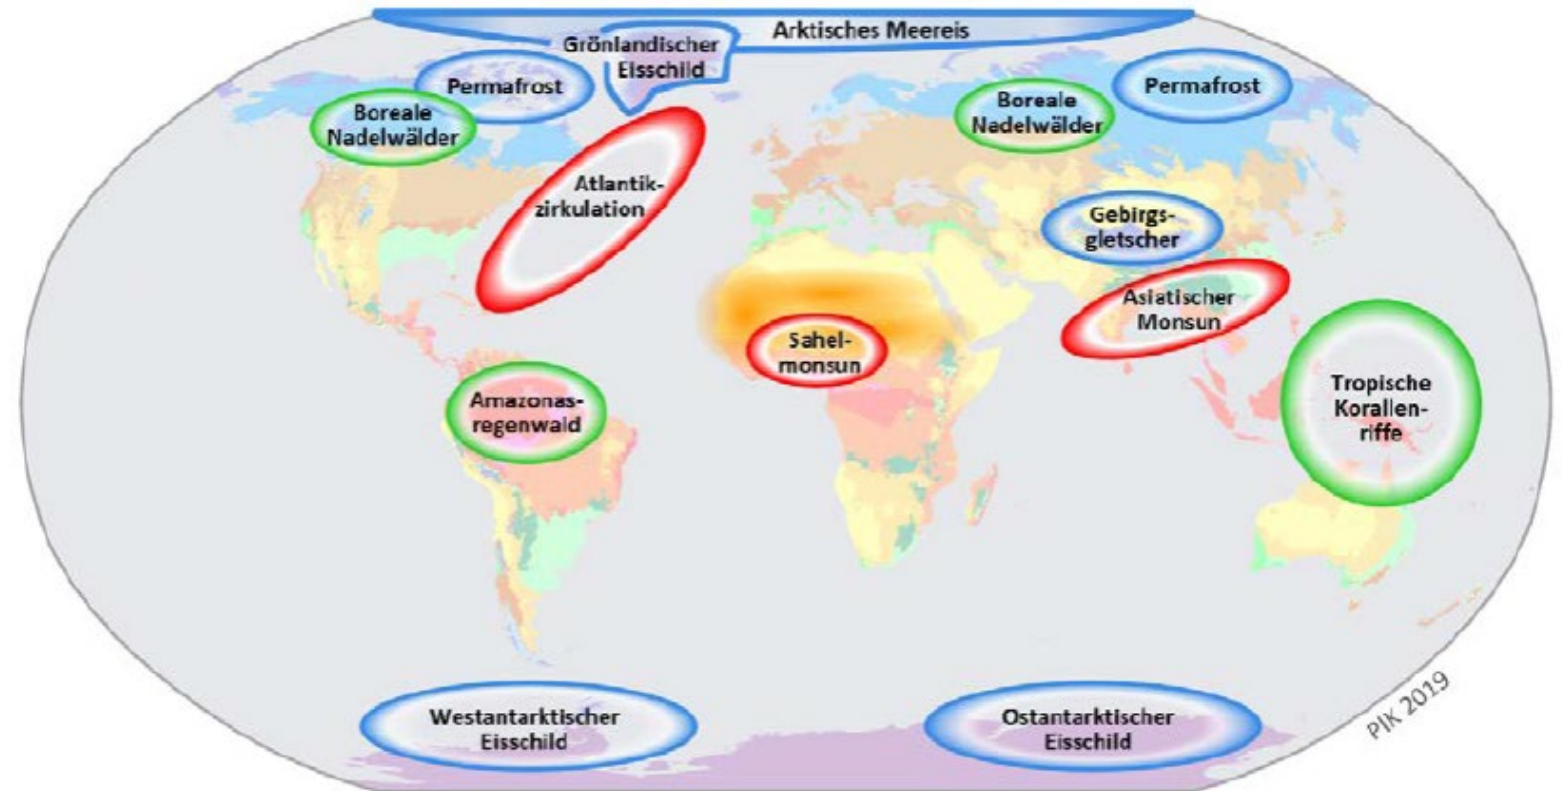 Arktisches Meereis
Grönlandischer
Eisschild
Permafrost
Permafrost
Boreale
Nadelwälder
Boreale
Nadelwälder
Atlantik-
zirkulation
Gebirgs-
gletscher
Asiatischer
Monsun
Sahel-
monsun
Tropische
Korallen-
riffe
Amazonas-
regenwald
Westantarktischer
Eisschild
Ostantarktischer
Eisschild
PIK 2019